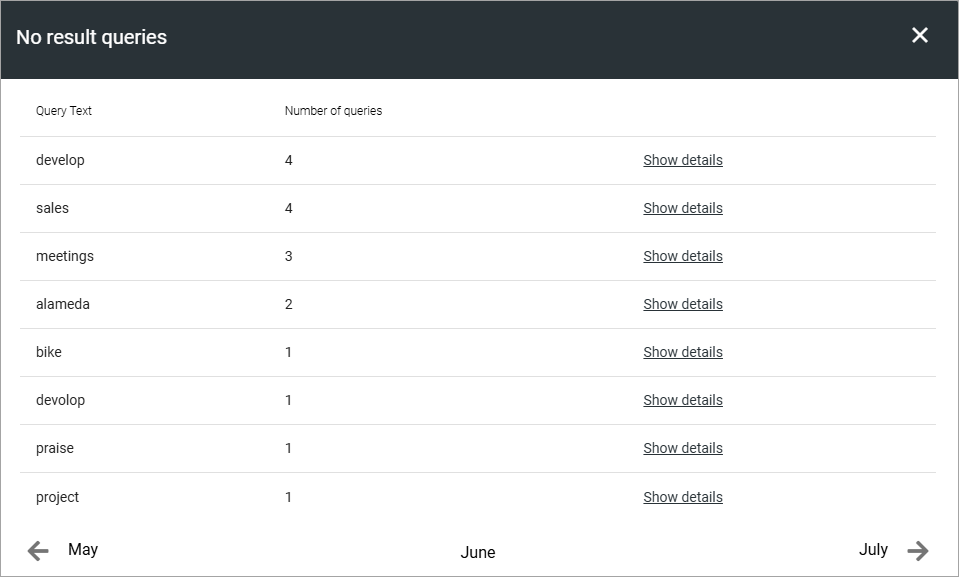 No result queries
Query Text Number of queries
develop 4 Show details
sales 4 Show details
meetings 3 Show details
alameda 2 Show details
bike 1 Show details
devolop 1 Show details
praise 1 Show details
project 1 Show details
May June July